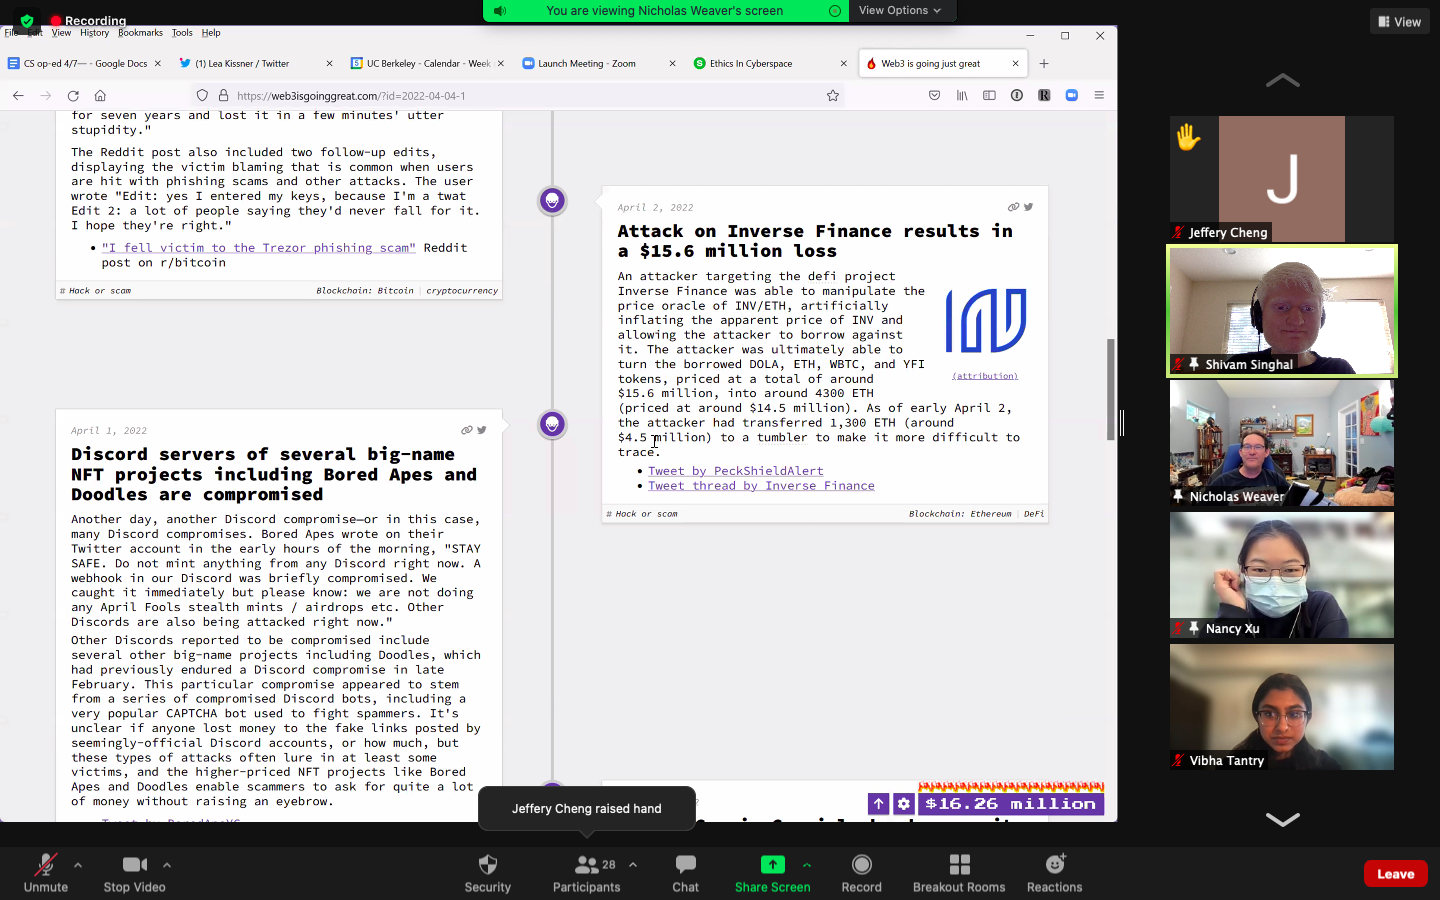 Recording
You are viewing Nicholas Weaver's screen
View Options
View
File Edit View History Bookmarks Tools Help
CS op-ed 4/7— - Google Docs
(1) Lea Kissner / Twitter
UC Berkeley - Calendar - Week
Launch Meeting - Zoom
Ethics In Cyberspace
Web3 is going just great
https://web3isgoinggreat.com/?id=2022-04-04-1
for seven years and lost it in a few minutes' utter
stupidity."
The Reddit post also included two follow-up edits,
displaying the victim blaming that is common when users
are hit with phishing scams and other attacks. The user
wrote "Edit: yes I entered my keys, because I'm a twat
Edit 2: a lot of people saying they'd never fall for it.
I hope they're right."
• "I fell victim to the Trezor phishing scam" Reddit
post on r/bitcoin
# Hack or scam
Blockchain: Bitcoin | cryptocurrency
April 2, 2022
Attack on Inverse Finance results in
a $15.6 million loss
An attacker targeting the defi project
Inverse Finance was able to manipulate the
price oracle of INV/ETH, artificially
inflating the apparent price of INV and
allowing the attacker to borrow against
it. The attacker was ultimately able to
turn the borrowed DOLA, ETH, WBTC, and YFI
tokens, priced at a total of around
$15.6 million, into around 4300 ETH
(priced at around $14.5 million). As of early April 2,
the attacker had transferred 1,300 ETH (around
$4.5 million) to a tumbler to make it more difficult to
trace.
(attribution)
• Tweet by PeckShieldAlert
• Tweet thread by Inverse Finance
# Hack or scam
Blockchain: Ethereum | DeFi
April 1, 2022
Discord servers of several big-name
NFT projects including Bored Apes and
Doodles are compromised
Another day, another Discord compromise—or in this case,
many Discord compromises. Bored Apes wrote on their
Twitter account in the early hours of the morning, "STAY
SAFE. Do not mint anything from any Discord right now. A
webhook in our Discord was briefly compromised. We
caught it immediately but please know: we are not doing
any April Fools stealth mints / airdrops etc. Other
Discords are also being attacked right now."
Other Discords reported to be compromised include
several other big-name projects including Doodles, which
had previously endured a Discord compromise in late
February. This particular compromise appeared to stem
from a series of compromised Discord bots, including a
very popular CAPTCHA bot used to fight spammers. It's
unclear if anyone lost money to the fake links posted by
seemingly-official Discord accounts, or how much, but
these types of attacks often lure in at least some
victims, and the higher-priced NFT projects like Bored
Apes and Doodles enable scammers to ask for quite a lot
of money without raising an eyebrow.
$16.26 million
Jeffery Cheng raised hand
J
Jeffery Cheng
Shivam Singhal
Nicholas Weaver
Nancy Xu
Vibha Tantry
Unmute
Stop Video
Security
28
Participants
Chat
Share Screen
Record
Breakout Rooms
Reactions
Leave